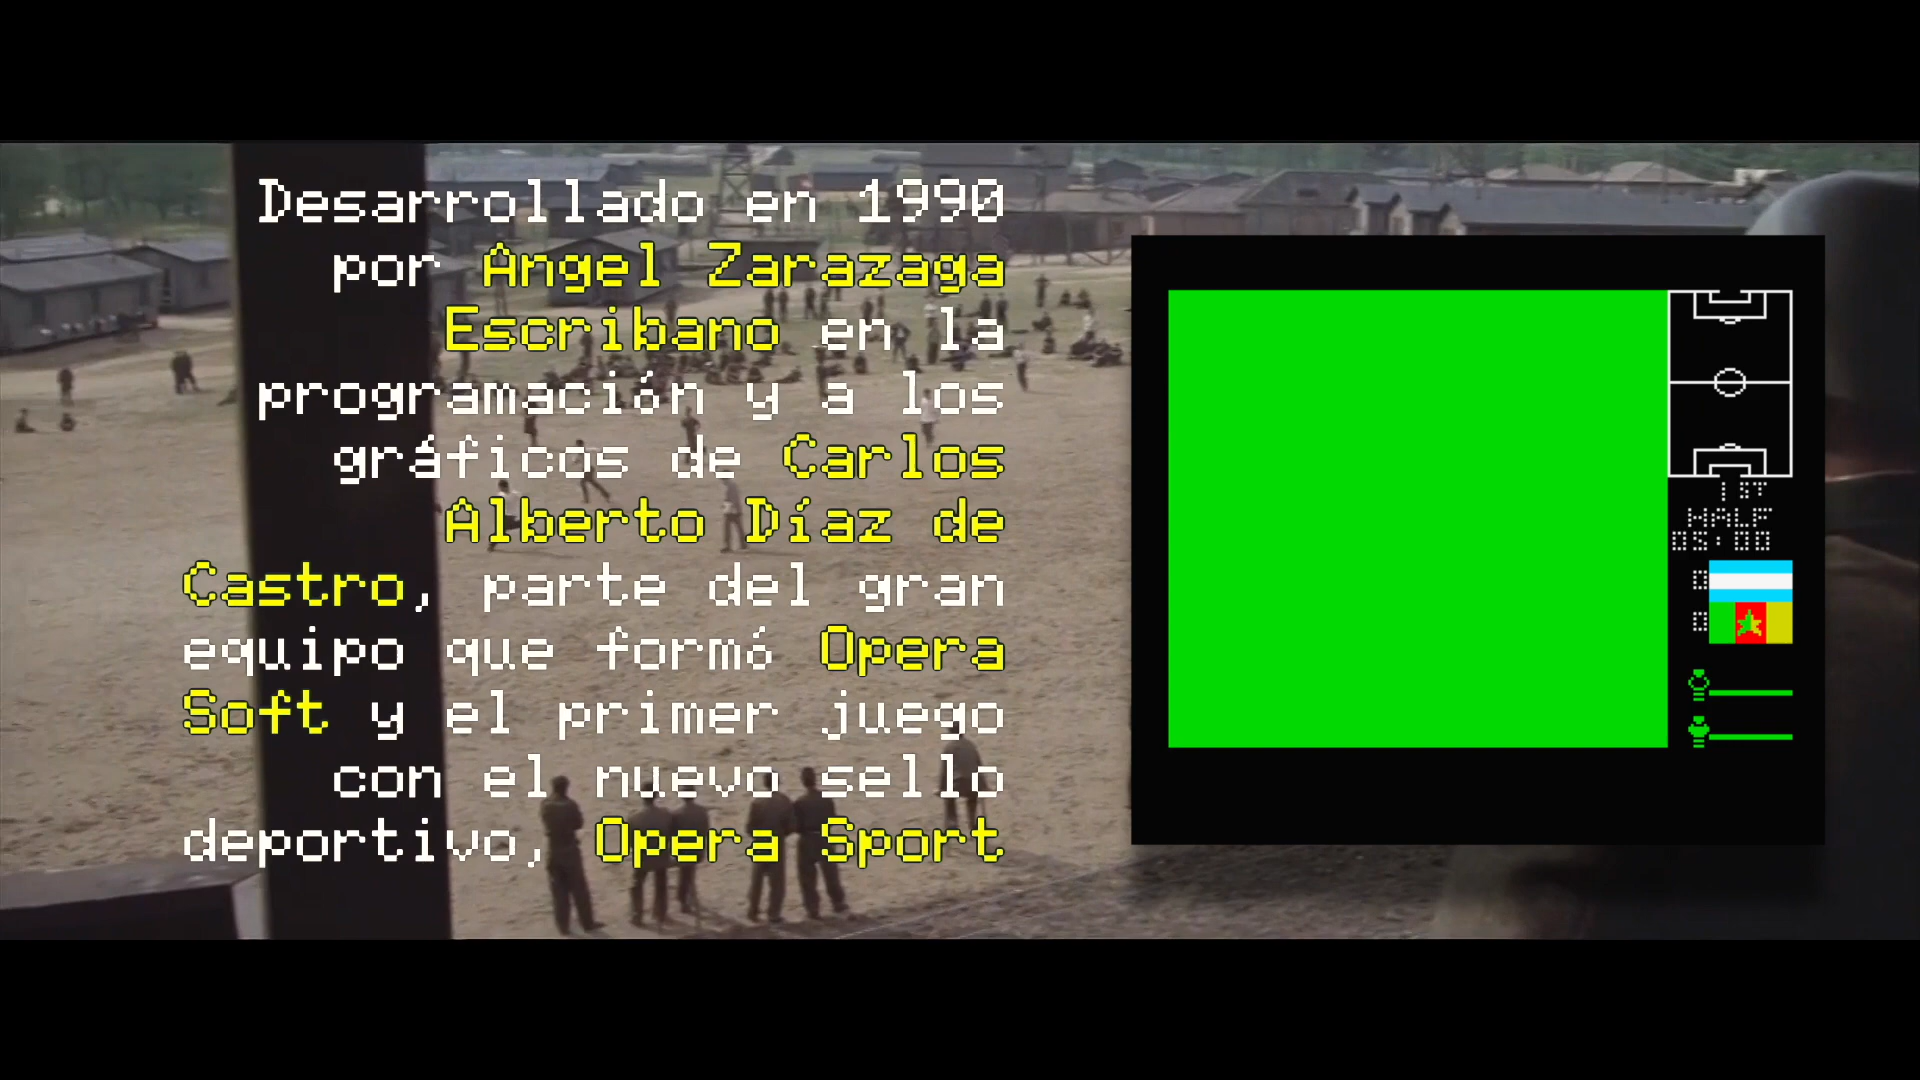 Desarrollado en 1990
por Angel Zarazaga
Escribano en la
programación y a los
gráficos de Carlos
Alberto Díaz de
Castro, parte del gran
equipo que formó Opera
Soft y el primer juego
con el nuevo sello
deportivo, Opera Sport
1ST
HALF
05:00
0
0